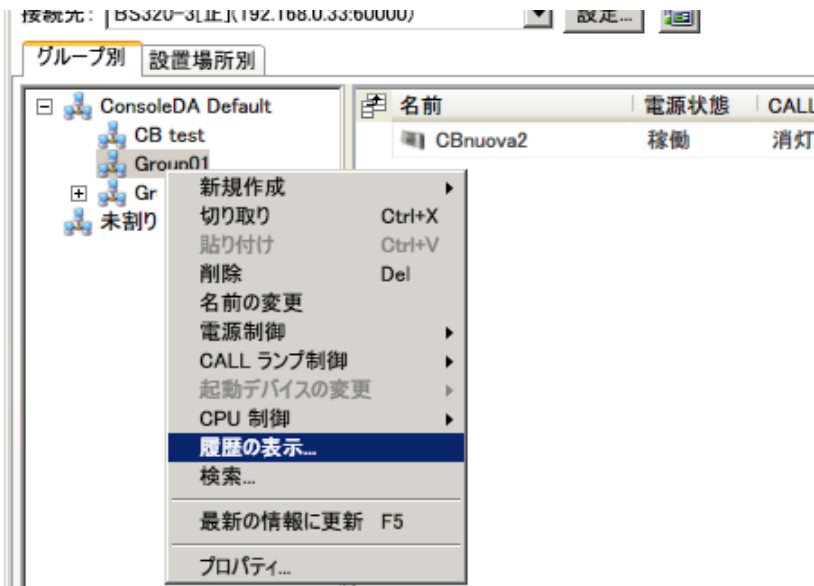 接続先: BS320-3[正](192.168.0.33:60000) 設定...
グループ別 設置場所別
ConsoleDA Default
CB test
Group01
Gr
未割り
名前 電源状態 CALL
CBnuova2 稼働 消灯
新規作成
切り取り Ctrl+X
貼り付け Ctrl+V
削除 Del
名前の変更
電源制御
CALL ランプ制御
起動デバイスの変更
CPU 制御
履歴の表示...
検索...
最新の情報に更新 F5
プロパティ...